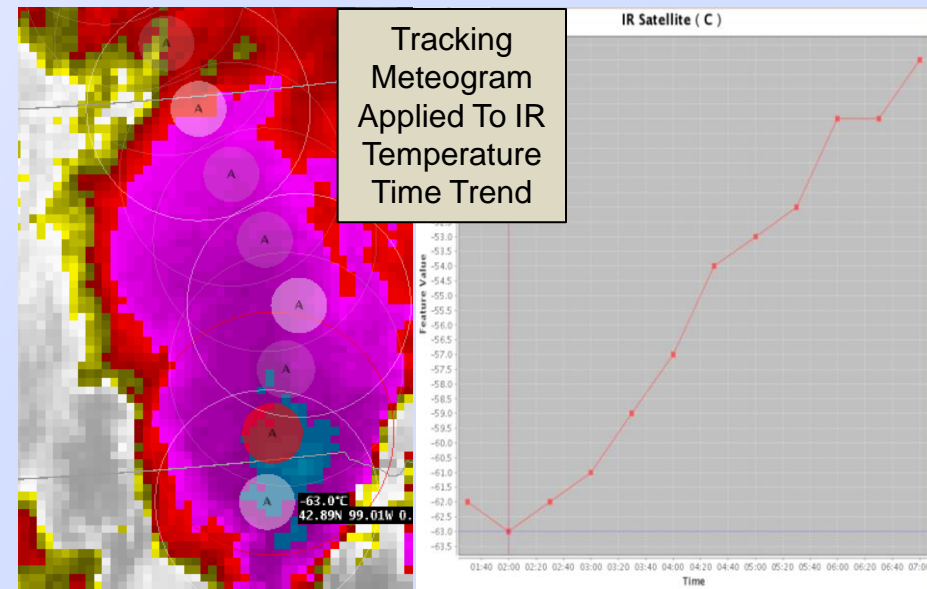 A
A
A
A
A
A
A
A
-63.0°C
42.89N 99.01W 0.
Tracking
Meteogram
Applied To IR
Temperature
Time Trend
IR Satellite ( C )
Feature Value
-53.0
-53.5
-54.0
-54.5
-55.0
-55.5
-56.0
-56.5
-57.0
-57.5
-58.0
-58.5
-59.0
-59.5
-60.0
-60.5
-61.0
-61.5
-62.0
-62.5
-63.0
-63.5
01:40 02:00 02:20 02:40 03:00 03:20 03:40 04:00 04:20 04:40 05:00 05:20 05:40 06:00 06:20 06:40 07:00
Time